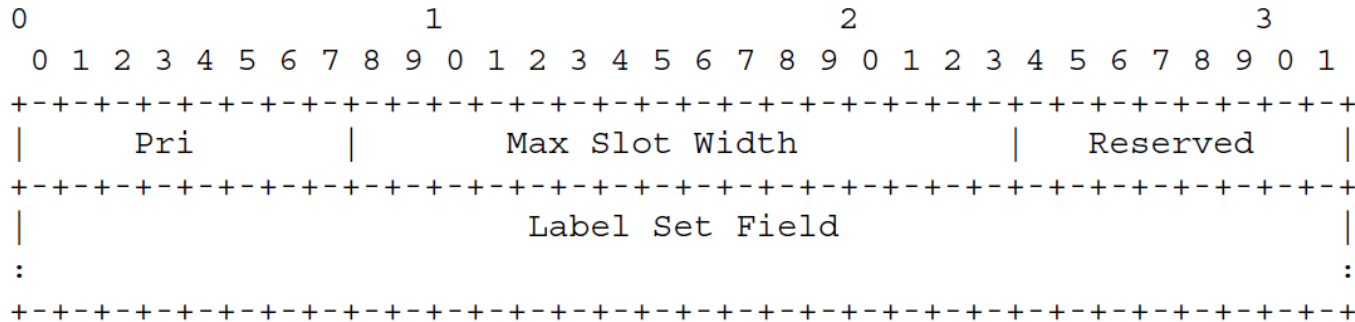 0                   1                   2                   3
 0 1 2 3 4 5 6 7 8 9 0 1 2 3 4 5 6 7 8 9 0 1 2 3 4 5 6 7 8 9 0 1
+-+-+-+-+-+-+-+-+-+-+-+-+-+-+-+-+-+-+-+-+-+-+-+-+-+-+-+-+-+-+-+-+
|     Pri       |       Max Slot Width          |   Reserved    |
+-+-+-+-+-+-+-+-+-+-+-+-+-+-+-+-+-+-+-+-+-+-+-+-+-+-+-+-+-+-+-+-+
|                        Label Set Field                        |
:                                                               :
+-+-+-+-+-+-+-+-+-+-+-+-+-+-+-+-+-+-+-+-+-+-+-+-+-+-+-+-+-+-+-+-+